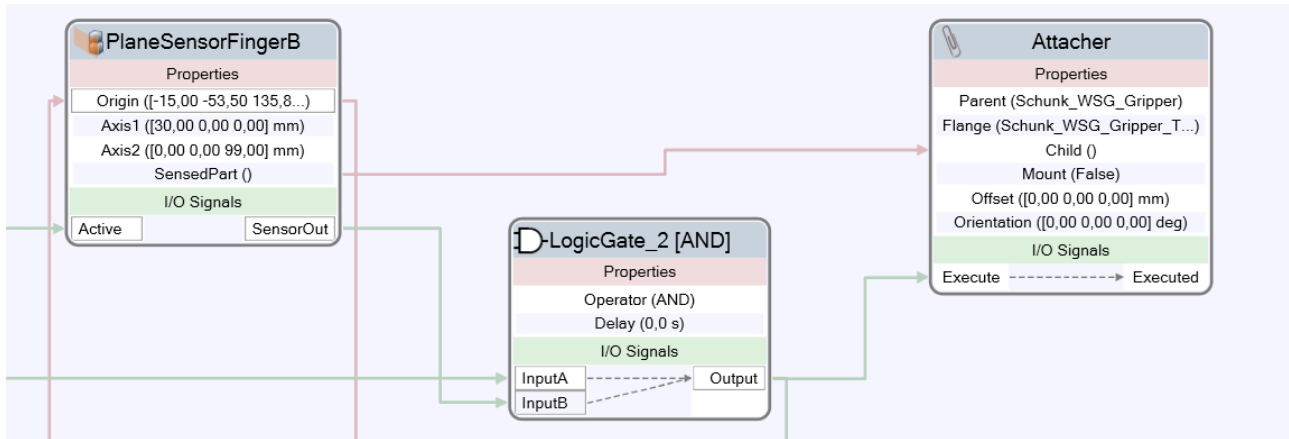 PlaneSensorFingerB
Properties
Origin ([-15,00 -53,50 135,8...)
Axis1 ([30,00 0,00 0,00] mm)
Axis2 ([0,00 0,00 99,00] mm)
SensedPart ()
I/O Signals
Active SensorOut
LogicGate_2 [AND]
Properties
Operator (AND)
Delay (0,0 s)
I/O Signals
InputA Output
InputB
Attacher
Properties
Parent (Schunk_WSG_Gripper)
Flange (Schunk_WSG_Gripper_T...)
Child ()
Mount (False)
Offset ([0,00 0,00 0,00] mm)
Orientation ([0,00 0,00 0,00] deg)
I/O Signals
Execute Executed